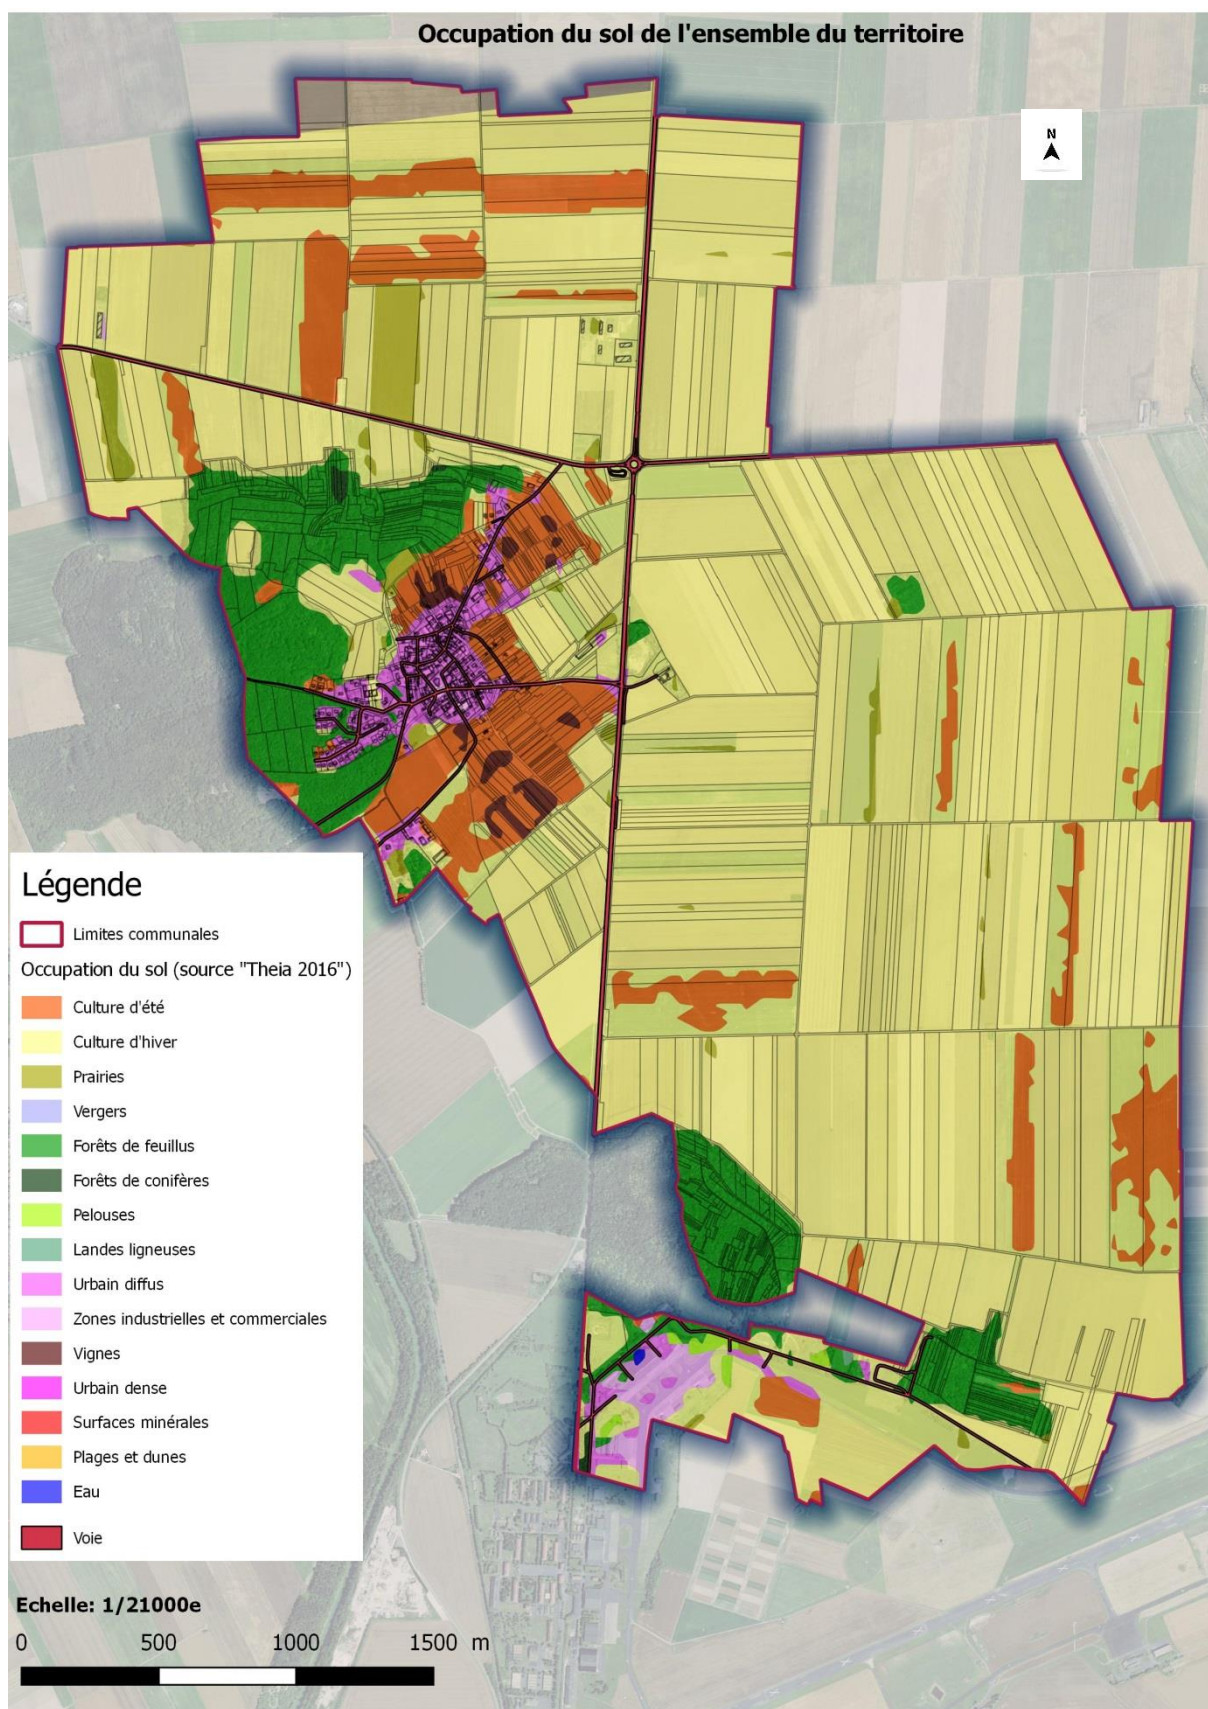 Occupation du sol de l'ensemble du territoire
N
Légende
Limites communales
Occupation du sol (source "Theia 2016")
Culture d'été
Culture d'hiver
Prairies
Vergers
Forêts de feuillus
Forêts de conifères
Pelouses
Landes ligneuses
Urbain diffus
Zones industrielles et commerciales
Vignes
Urbain dense
Surfaces minérales
Plages et dunes
Eau
Voie
Echelle: 1/21000e
0 500 1000 1500 m